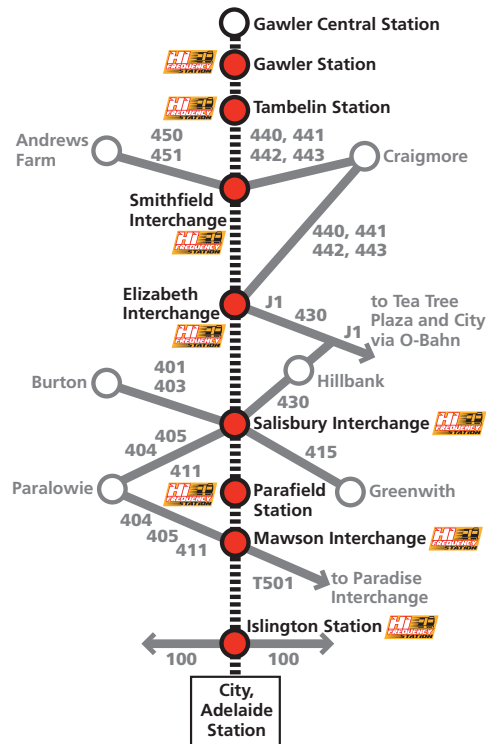 Gawler Central Station
Hi
FREQUENCY
STATION
Gawler Station
Hi
FREQUENCY
STATION
Tambelin Station
Andrews
Farm
450
451
440, 441
442, 443
Craigmore
Smithfield
Interchange
Hi
FREQUENCY
STATION
440, 441
442, 443
Elizabeth
Interchange
Hi
FREQUENCY
STATION
J1
430
J1
to Tea Tree
Plaza and City
via O-Bahn
Burton
401
403
Hillbank
430
Salisbury Interchange
Hi
FREQUENCY
STATION
404
405
411
415
Paralowie
Hi
FREQUENCY
STATION
Parafield
Station
Greenwith
404
405
411
Mawson Interchange
Hi
FREQUENCY
STATION
T501
to Paradise
Interchange
Islington Station
Hi
FREQUENCY
STATION
100
100
City,
Adelaide
Station